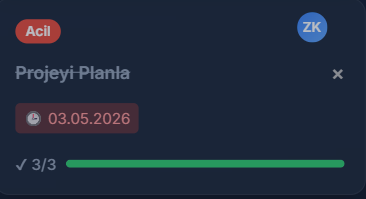 Acil
ZK
Projeyi Planla
×
03.05.2026
✓ 3/3